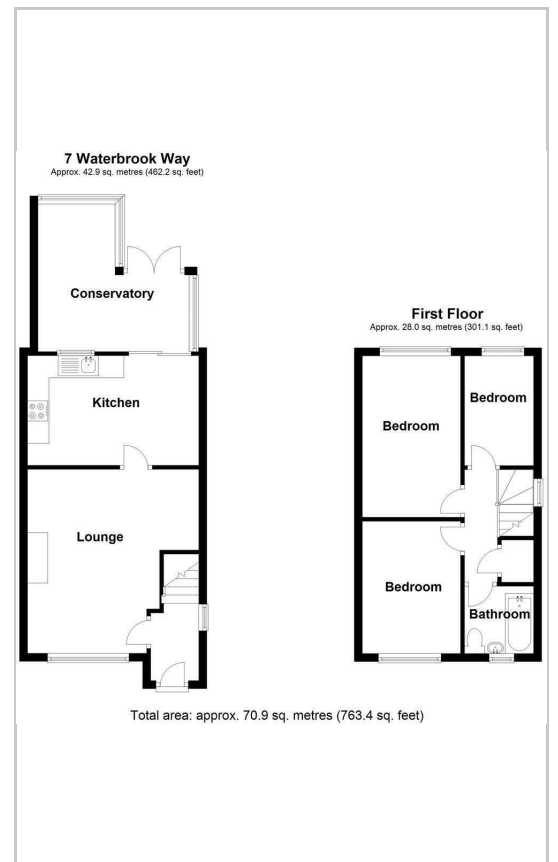 7 Waterbrook Way
Approx. 42.9 sq. metres (462.2 sq. feet)
Conservatory
Kitchen
Lounge
First Floor
Approx. 28.0 sq. metres (301.1 sq. feet)
Bedroom
Bedroom
Bedroom
Bathroom
Total area: approx. 70.9 sq. metres (763.4 sq. feet)